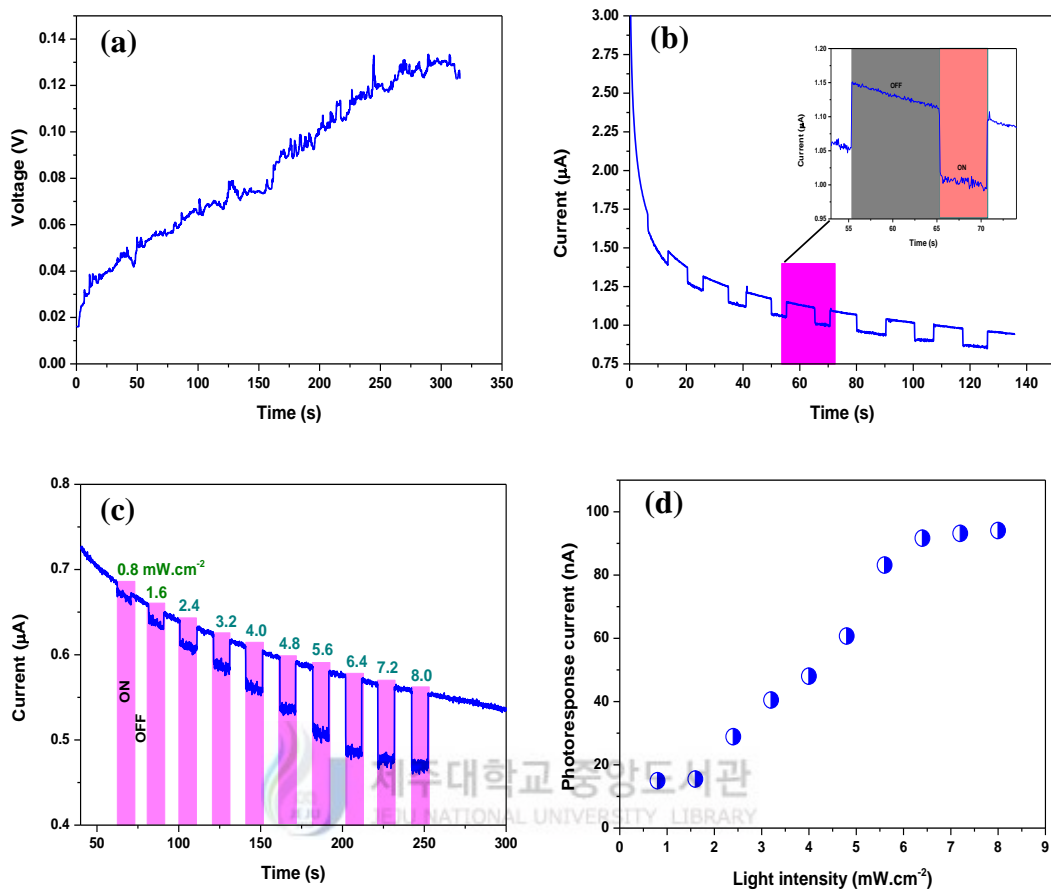 (a)
0.14
0.12
0.10
0.08
0.06
0.04
0.02
0.00
Voltage (V)
0 50 100 150 200 250 300 350
Time (s)
(b)
3.00
2.75
2.50
2.25
2.00
1.75
1.50
1.25
1.00
0.75
Current (μA)
0 20 40 60 80 100 120 140
Time (s)
1.20
1.15
1.10
1.05
1.00
0.95
Current (μA)
OFF
ON
55 60 65 70
Time (s)
(c)
0.8
0.7
0.6
0.5
0.4
Current (μA)
0.8 mW.cm-2
1.6
2.4
3.2
4.0
4.8
5.6
6.4
7.2
8.0
ON
OFF
50 100 150 200 250 300
Time (s)
(d)
100
80
60
40
20
0
Photoresponse current (nA)
0 1 2 3 4 5 6 7 8 9
Light intensity (mW.cm-2)
제주대학교 중앙도서관
JEJU NATIONAL UNIVERSITY LIBRARY
JEJU